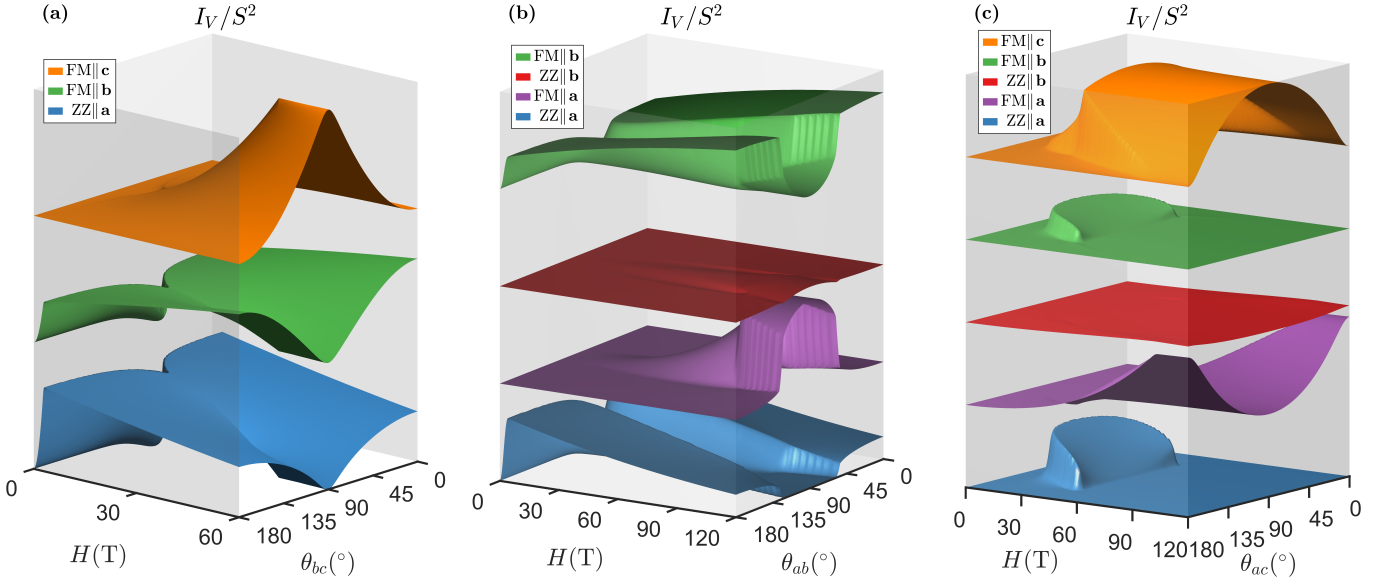 (a)
I_V/S^2
FM∥c
FM∥b
ZZ∥a
0
30
60
H(T)
180
135
90
45
0
θ_bc(°)
(b)
I_V/S^2
FM∥b
ZZ∥b
FM∥a
ZZ∥a
0
30
60
90
120
H(T)
180
135
90
45
0
θ_ab(°)
(c)
I_V/S^2
FM∥c
FM∥b
ZZ∥b
FM∥a
ZZ∥a
0
30
60
90
120
H(T)
180
135
90
45
0
θ_ac(°)